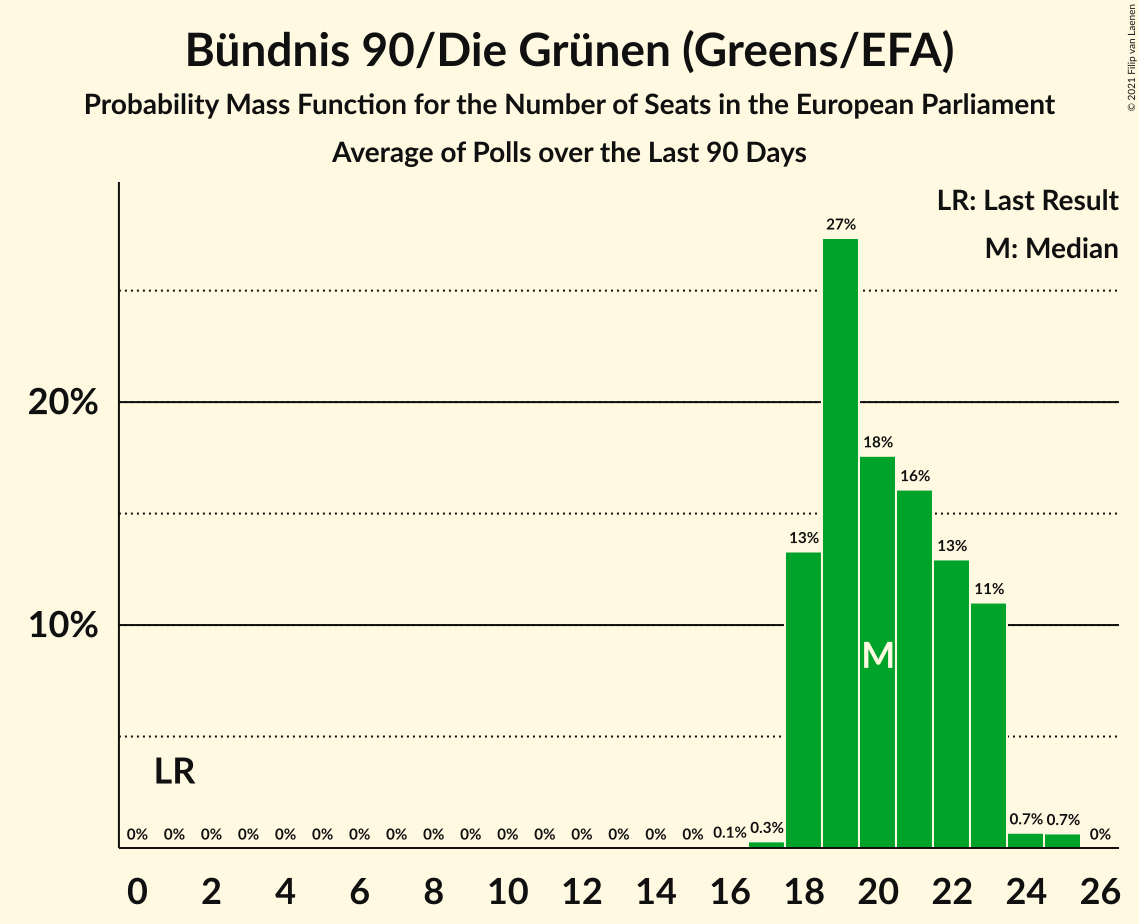 Bündnis 90/Die Grünen (Greens/EFA)
Probability Mass Function for the Number of Seats in the European Parliament
Average of Polls over the Last 90 Days
© 2021 Filip van Laenen
LR: Last Result
M: Median
27%
20%
18%
16%
13%
13%
11%
10%
M
LR
0% 0% 0% 0% 0% 0% 0% 0% 0% 0% 0% 0% 0% 0% 0% 0% 0.1% 0.3% 0.7% 0.7% 0%
0 2 4 6 8 10 12 14 16 18 20 22 24 26